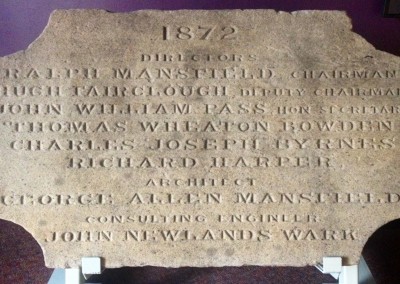 1872
DIRECTORS
RALPH MANSFIELD, CHAIRMAN
HUGH FAIRCLOUGH DEPUTY CHAIRMAN
JOHN WILLIAM PASS, HON SECRETARY
THOMAS WHEATON BOWDEN
CHARLES JOSEPH BYRNES
RICHARD HARPER
ARCHITECT
GEORGE ALLEN MANSFIELD
CONSULTING ENGINEER
JOHN NEWLANDS WARK